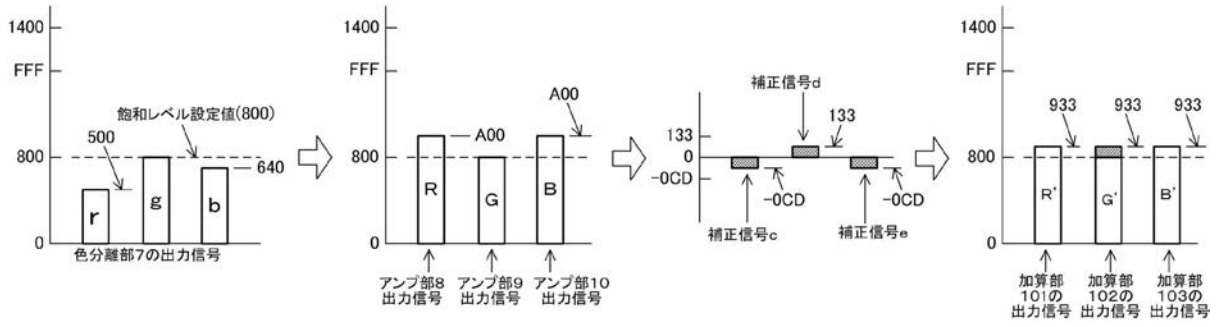 1400
FFF
飽和レベル設定値(800)
500
800
640
r
g
b
0
色分離部7の出力信号
1400
FFF
A00
A00
800
R
G
B
0
アンプ部8
出力信号
アンプ部9
出力信号
アンプ部10
出力信号
補正信号d
133
133
0
-0CD
-0CD
-0CD
補正信号c
補正信号e
1400
FFF
933
933
933
800
R'
G'
B'
0
加算部
101の
出力信号
加算部
102の
出力信号
加算部
103の
出力信号